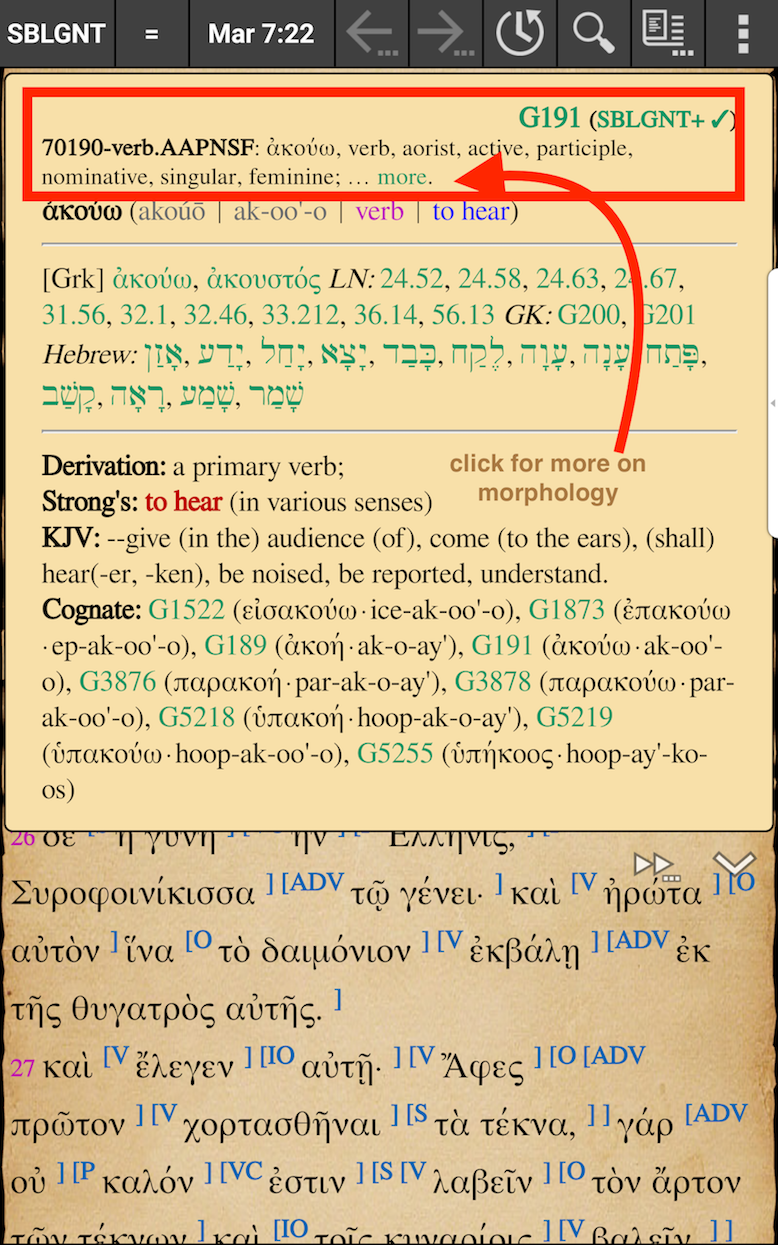 SBLGNT = Mar 7:22
G191 (SBLGNT+ ✓)
70190-verb.AAPNSF: ἀκούω, verb, aorist, active, participle,
nominative, singular, feminine; … more.
ἀκούω (akoúō | ak-oo'-o | verb | to hear)
[Grk] ἀκούω, ἀκουστός LN: 24.52, 24.58, 24.63, 24.67,
31.56, 32.1, 32.46, 33.212, 36.14, 56.13 GK: G200, G201
Hebrew: אָזַן, יָדַע, יָחַל, יָצָא, כָּבַד, לָקַח, עָוָה, עָנָה, פָּתַח,
קָשַׁב, רָאָה, שָׁמַע, שָׁמַר
Derivation: a primary verb;
click for more on
morphology
Strong's: to hear (in various senses)
KJV: --give (in the) audience (of), come (to the ears), (shall)
hear(-er, -ken), be noised, be reported, understand.
Cognate: G1522 (εἰσακούω · ice-ak-oo'-o), G1873 (ἐπακούω
· ep-ak-oo'-o), G189 (ἀκοή · ak-o-ay'), G191 (ἀκούω · ak-oo'-
o), G3876 (παρακοή · par-ak-o-ay'), G3878 (παρακούω · par-
ak-oo'-o), G5218 (ὑπακοή · hoop-ak-o-ay'), G5219
(ὑπακούω · hoop-ak-oo'-o), G5255 (ὑπήκοος · hoop-ay'-ko-
os)
26 δὲ ἡ γυνὴ ἦν Ἑλληνίς,
Συροφοινίκισσα ] [ADV τῷ γένει· ] καὶ [V ἠρώτα ] [O
αὐτὸν ] ἵνα [O τὸ δαιμόνιον ] [V ἐκβάλῃ ] [ADV ἐκ
τῆς θυγατρὸς αὐτῆς. ]
27 καὶ [V ἔλεγεν ] [IO αὐτῇ· ] [V Ἄφες ] [O [ADV
πρῶτον ] [V χορτασθῆναι ] [S τὰ τέκνα, ] ] γάρ [ADV
οὐ ] [P καλόν ] [VC ἐστιν ] [S [V λαβεῖν ] [O τὸν ἄρτον
τῶν τέκνων ] καὶ [IO τοῖς κυναρίοις ] [V βαλεῖν ] ]